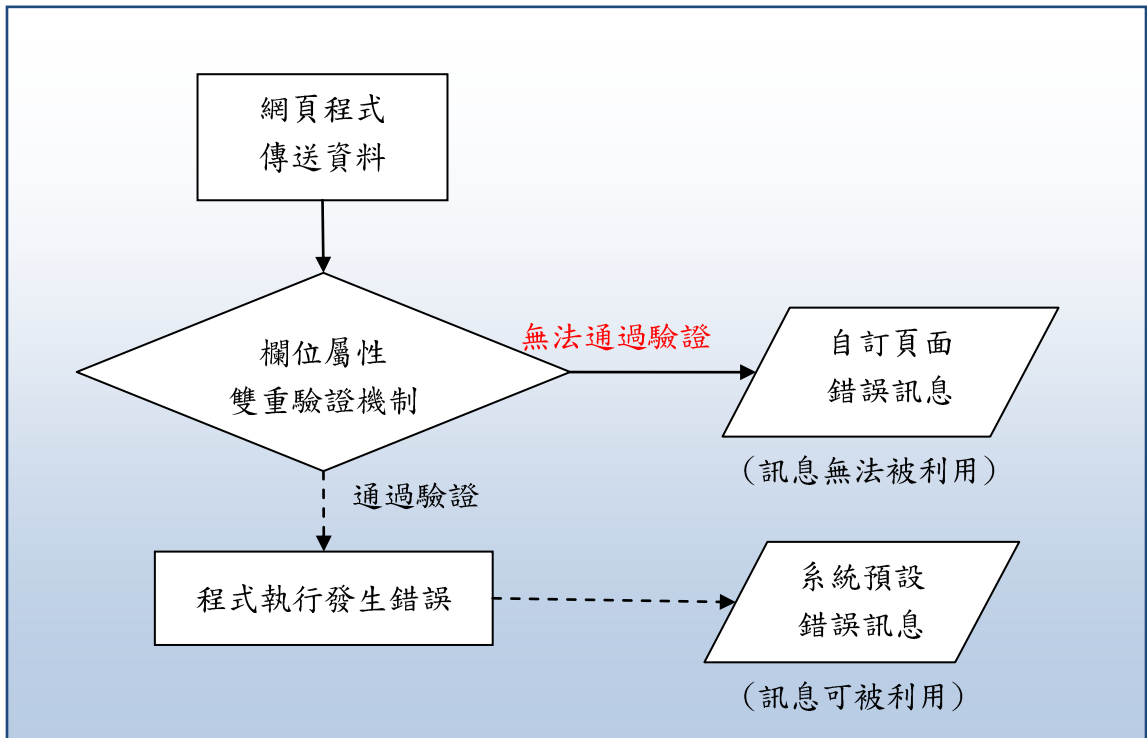 網頁程式
傳送資料
欄位屬性
雙重驗證機制
無法通過驗證
自訂頁面
錯誤訊息
（訊息無法被利用）
通過驗證
程式執行發生錯誤
系統預設
錯誤訊息
（訊息可被利用）